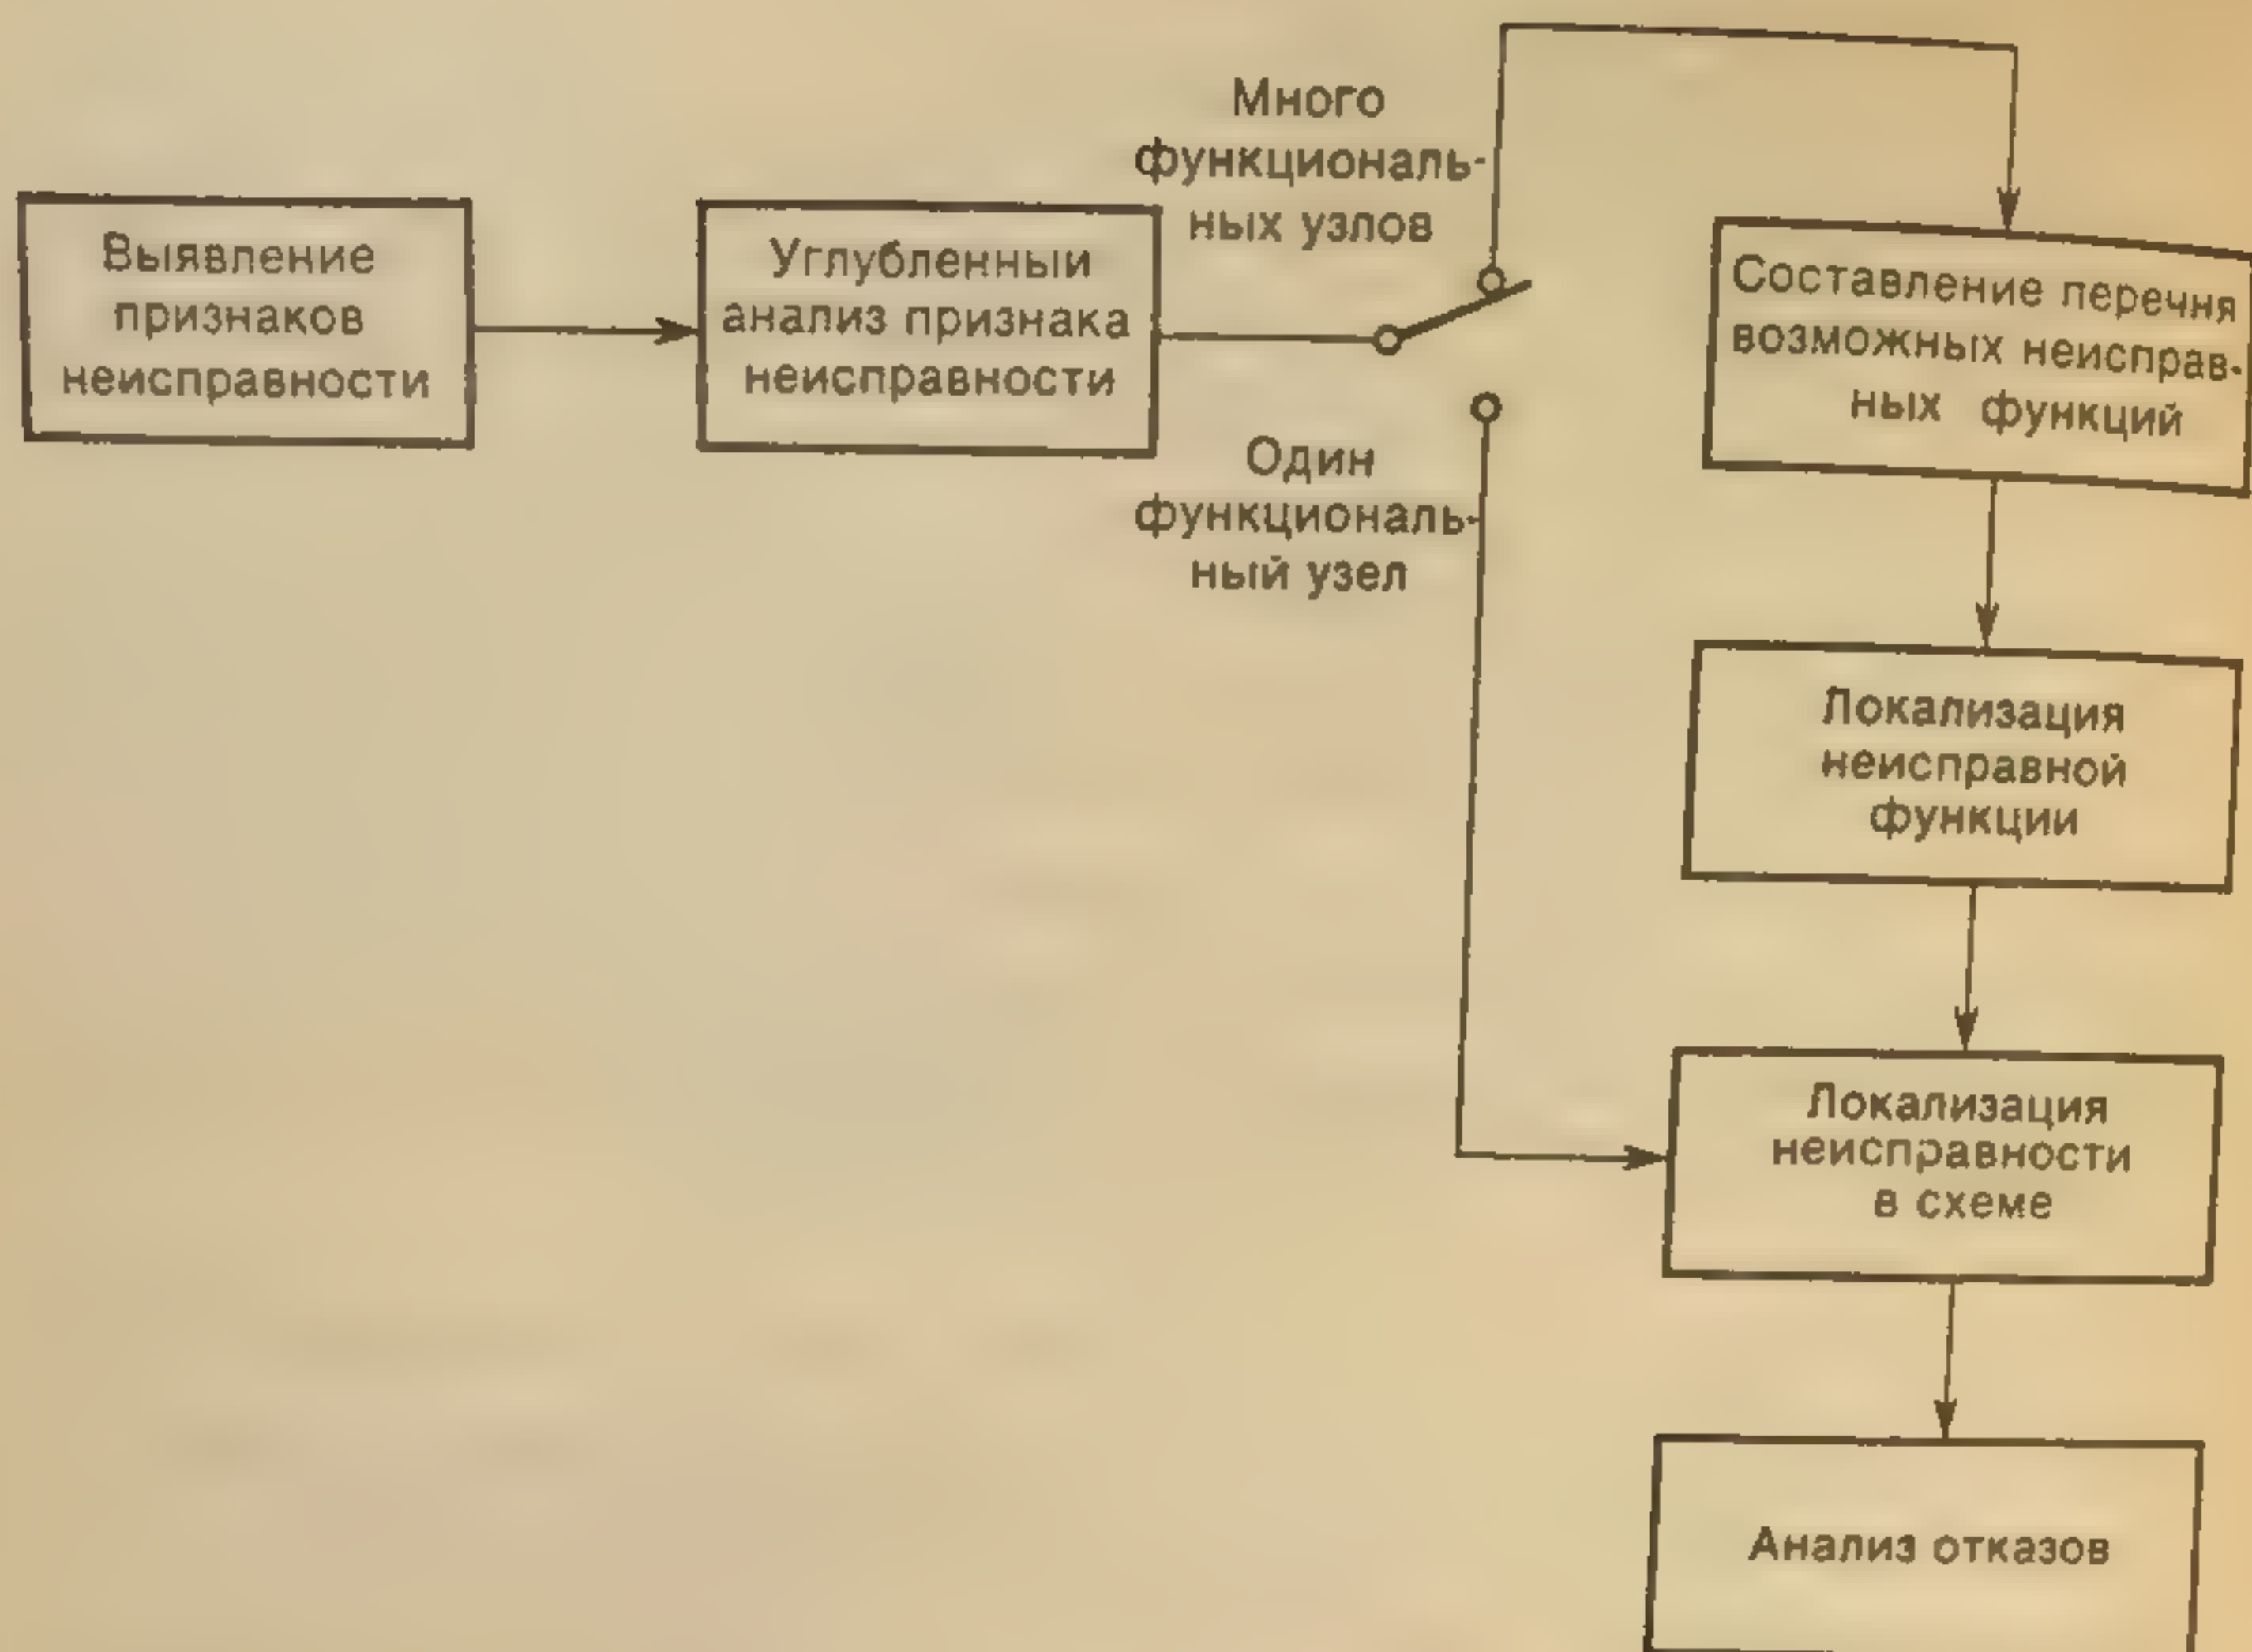 Выявление
признаков
неисправности
Углубленный
анализ признака
неисправности
Много
функциональ-
ных узлов
Один
функциональ-
ный узел
Составление перечня
возможных неисправ-
ных функций
Локализация
неисправной
функции
Локализация
неисправности
в схеме
Анализ отказов